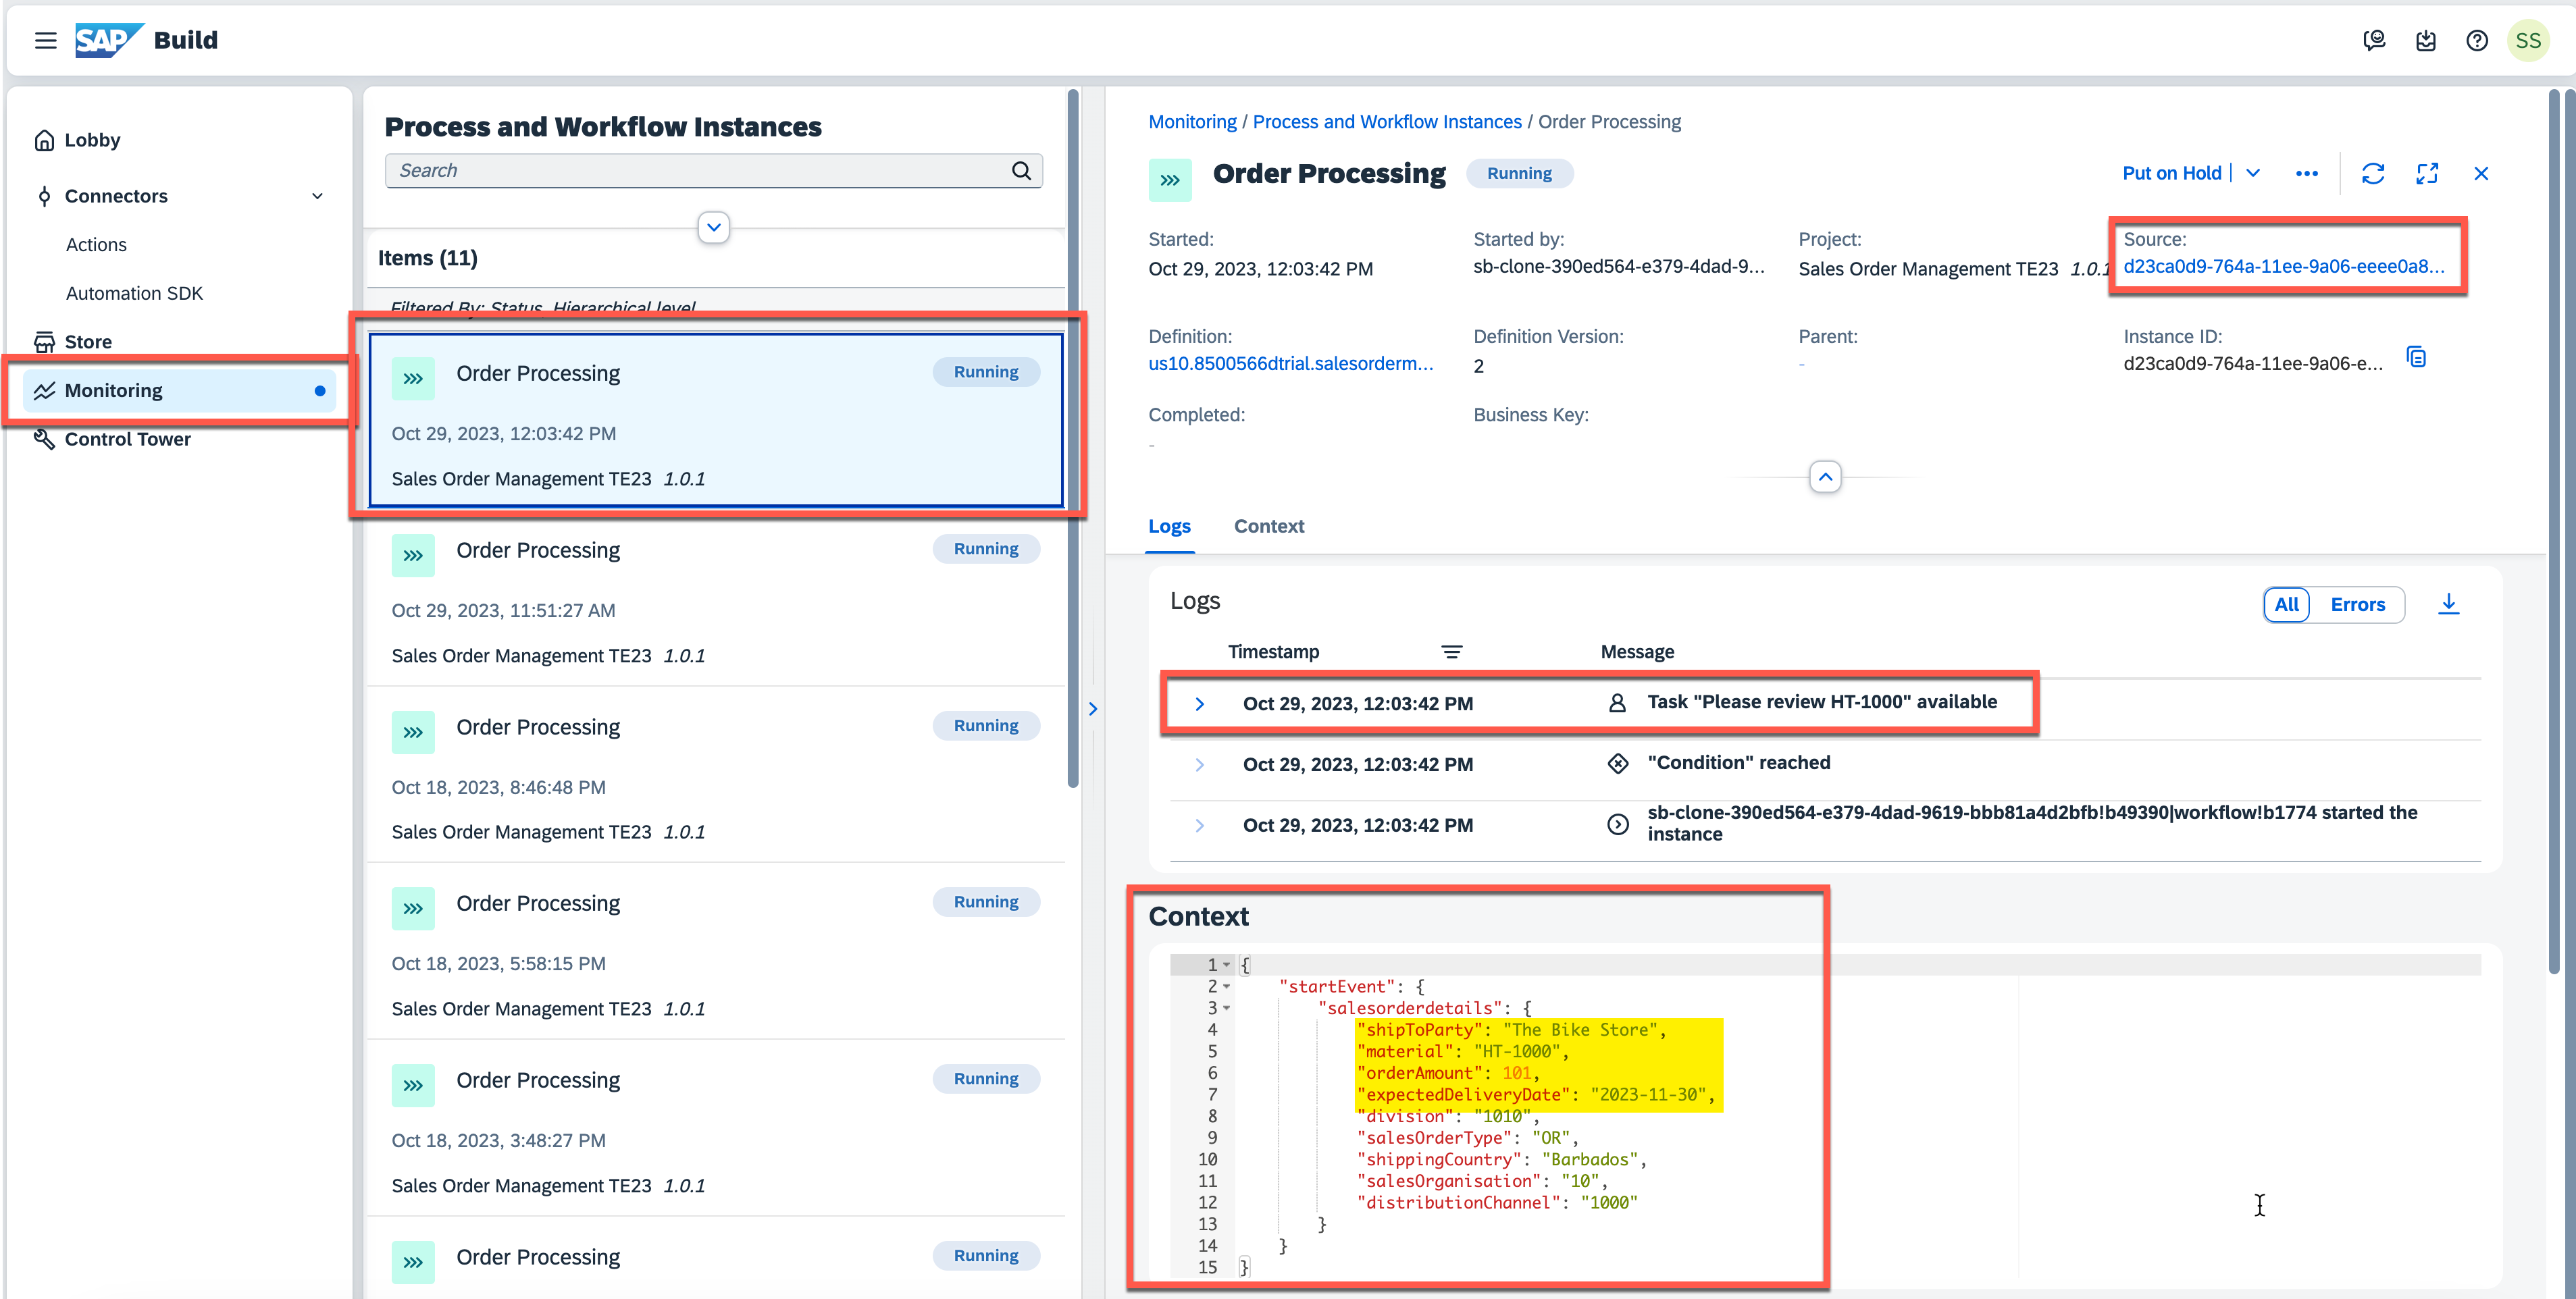 SAP Build
SS
Lobby
Connectors
Actions
Automation SDK
Store
Monitoring
Control Tower
Process and Workflow Instances
Search
Items (11)
Filtered By: Status, Hierarchical level
Order Processing Running
Oct 29, 2023, 12:03:42 PM
Sales Order Management TE23 1.0.1
Order Processing Running
Oct 29, 2023, 11:51:27 AM
Sales Order Management TE23 1.0.1
Order Processing Running
Oct 18, 2023, 8:46:48 PM
Sales Order Management TE23 1.0.1
Order Processing Running
Oct 18, 2023, 5:58:15 PM
Sales Order Management TE23 1.0.1
Order Processing Running
Oct 18, 2023, 3:48:27 PM
Sales Order Management TE23 1.0.1
Order Processing Running
Monitoring / Process and Workflow Instances / Order Processing
Order Processing Running
Put on Hold
Started: Started by: Project: Source:
Oct 29, 2023, 12:03:42 PM sb-clone-390ed564-e379-4dad-9... Sales Order Management TE23 1.0.1 d23ca0d9-764a-11ee-9a06-eeee0a8...
Definition: Definition Version: Parent: Instance ID:
us10.8500566dtrial.salesorderm... 2 - d23ca0d9-764a-11ee-9a06-e...
Completed: Business Key:
-
Logs Context
Logs
All Errors
Timestamp Message
Oct 29, 2023, 12:03:42 PM Task "Please review HT-1000" available
Oct 29, 2023, 12:03:42 PM "Condition" reached
Oct 29, 2023, 12:03:42 PM sb-clone-390ed564-e379-4dad-9619-bbb81a4d2bfb!b49390|workflow!b1774 started the
instance
Context
1 {
2 "startEvent": {
3 "salesorderdetails": {
4 "shipToParty": "The Bike Store",
5 "material": "HT-1000",
6 "orderAmount": 101,
7 "expectedDeliveryDate": "2023-11-30",
8 "division": "1010",
9 "salesOrderType": "OR",
10 "shippingCountry": "Barbados",
11 "salesOrganisation": "10",
12 "distributionChannel": "1000"
13 }
14 }
15 }